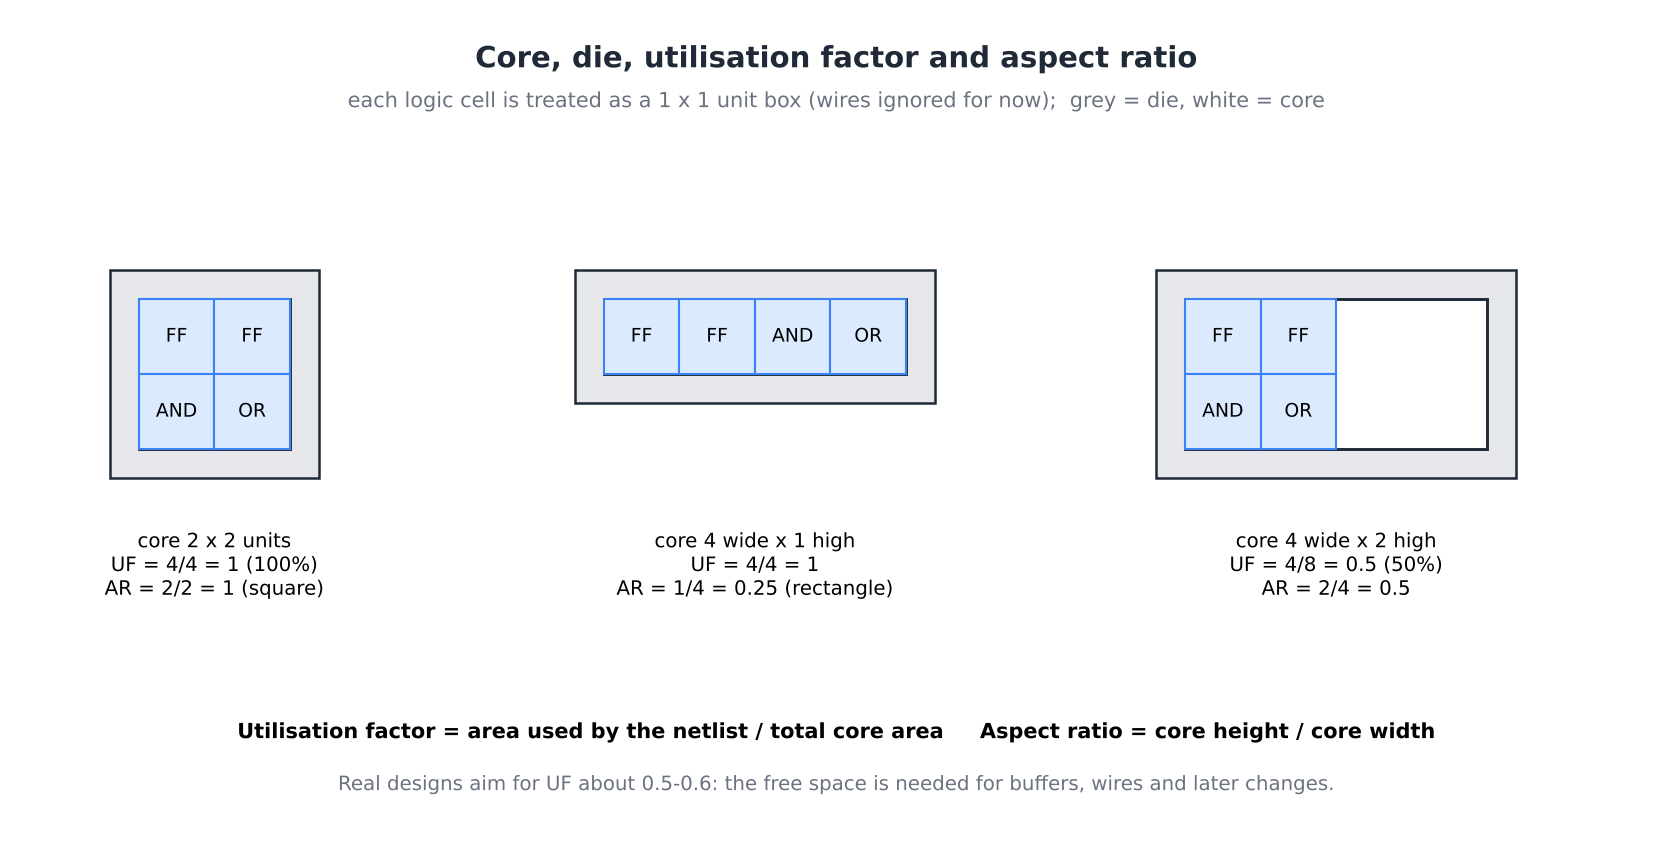 Core, die, utilisation factor and aspect ratio
each logic cell is treated as a 1 x 1 unit box (wires ignored for now);  grey = die, white = core
FF FF
AND OR
FF FF AND OR
FF FF
AND OR
core 2 x 2 units
UF = 4/4 = 1 (100%)
AR = 2/2 = 1 (square)
core 4 wide x 1 high
UF = 4/4 = 1
AR = 1/4 = 0.25 (rectangle)
core 4 wide x 2 high
UF = 4/8 = 0.5 (50%)
AR = 2/4 = 0.5
Utilisation factor = area used by the netlist / total core area     Aspect ratio = core height / core width
Real designs aim for UF about 0.5-0.6: the free space is needed for buffers, wires and later changes.